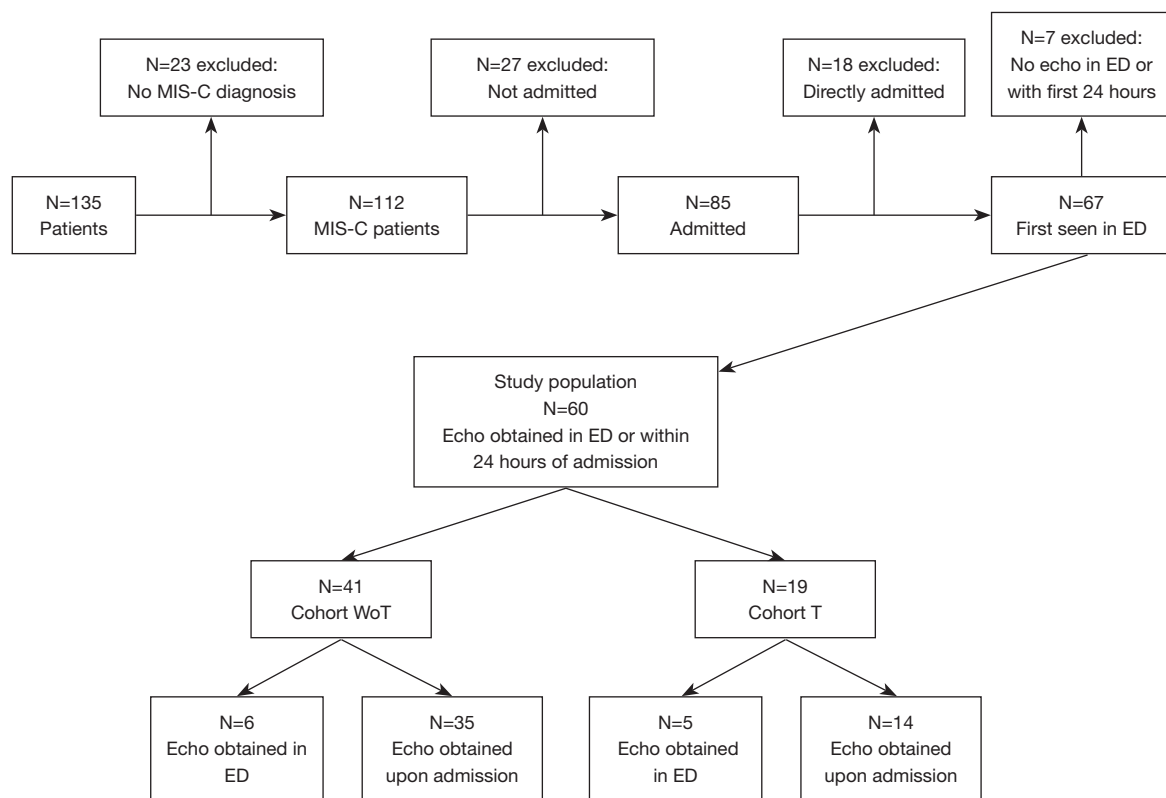 N=23 excluded:
No MIS-C diagnosis
N=27 excluded:
Not admitted
N=18 excluded:
Directly admitted
N=7 excluded:
No echo in ED or
with first 24 hours
N=135
Patients
N=112
MIS-C patients
N=85
Admitted
N=67
First seen in ED
Study population
N=60
Echo obtained in ED or within
24 hours of admission
N=41
Cohort WoT
N=19
Cohort T
N=6
Echo obtained in
ED
N=35
Echo obtained
upon admission
N=5
Echo obtained
in ED
N=14
Echo obtained
upon admission